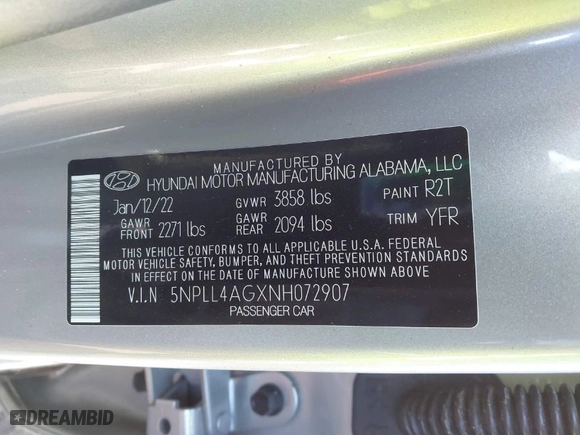 MANUFACTURED BY
HYUNDAI MOTOR MANUFACTURING ALABAMA, LLC
Jan/12/22 GVWR 3858 lbs PAINT R2T
GAWR FRONT 2271 lbs GAWR REAR 2094 lbs TRIM YFR
THIS VEHICLE CONFORMS TO ALL APPLICABLE U.S.A. FEDERAL
MOTOR VEHICLE SAFETY, BUMPER, AND THEFT PREVENTION STANDARDS
IN EFFECT ON THE DATE OF MANUFACTURE SHOWN ABOVE.
V.I.N 5NPLL4AGXNH072907
PASSENGER CAR
DREAMBID